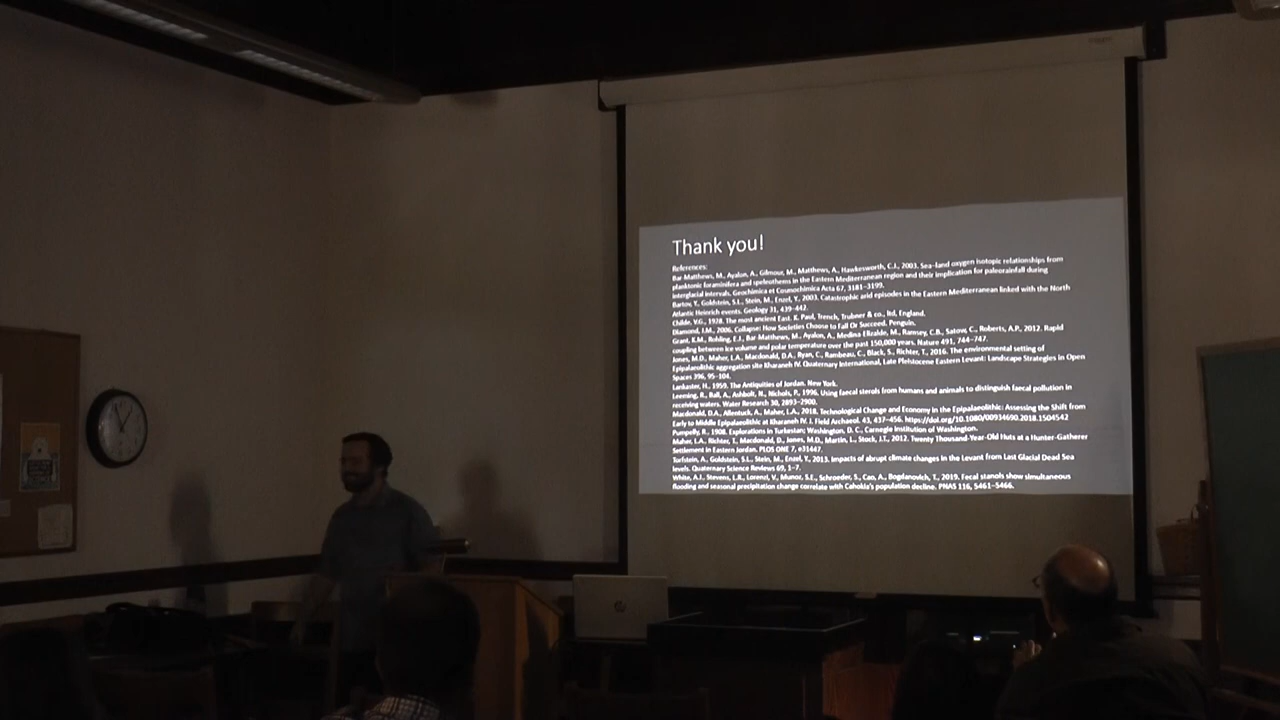 Thank you!
References:
Bar Matthews, M., Ayalon, A., Gilmour, M., Matthews, A., Hawkesworth, C.J., 2003. Sea-land oxygen isotopic relationships from
planktonic foraminifera and speleothems in the Eastern Mediterranean region and their implication for paleorainfall during
interglacial intervals. Geochimica et Cosmochimica Acta 67, 3181-3199.
Bartov, Y., Goldstein, S.L., Stein, M., Enzel, Y., 2003. Catastrophic arid episodes in the Eastern Mediterranean linked with the North
Atlantic Heinrich events. Geology 31, 439-442.
Childe, V.G., 1928. The most ancient East. K. Paul, Trench, Trubner & co., ltd, England.
Diamond, J.M., 2006. Collapse: How Societies Choose to Fall Or Succeed. Penguin.
Grant, K.M., Rohling, E.J., Bar Matthews, M., Ayalon, A., Medina Elizalde, M., Ramsey, C.B., Satow, C., Roberts, A.P., 2012. Rapid
coupling between ice volume and polar temperature over the past 150,000 years. Nature 491, 744-747.
Jones, M.D., Maher, L.A., Macdonald, D.A., Ryan, C., Rambeau, C., Black, S., Richter, T., 2016. The environmental setting of
Epipalaeolithic aggregation site Kharaneh IV. Quaternary International, Late Pleistocene Eastern Levant: Landscape Strategies in Open
Spaces 396, 95-104.
Lankester, H., 1959. The Antiquities of Jordan. New York.
Leeming, R., Ball, A., Ashbolt, N., Nichols, P., 1996. Using faecal sterols from humans and animals to distinguish faecal pollution in
receiving waters. Water Research 30, 2893-2900.
Macdonald, D.A., Allentuck, A., Maher, L.A., 2018. Technological Change and Economy in the Epipalaeolithic: Assessing the Shift from
Early to Middle Epipalaeolithic at Kharaneh IV. J. Field Archaeol. 43, 437-456. https://doi.org/10.1080/00934690.2018.1504542
Pumpelly, R., 1908. Explorations in Turkestan; Washington, D. C., Carnegie Institution of Washington.
Maher, L.A., Richter, T., Macdonald, D., Jones, M.D., Martin, L., Stock, J.T., 2012. Twenty Thousand-Year-Old Huts at a Hunter-Gatherer
Settlement in Eastern Jordan. PLOS ONE 7, e31447.
Torfstein, A., Goldstein, S.L., Stein, M., Enzel, Y., 2013. Impacts of abrupt climate changes in the Levant from Last Glacial Dead Sea
levels. Quaternary Science Reviews 69, 1-7.
White, A.J., Stevens, L.R., Lorenzi, V., Munoz, S.E., Schroeder, S., Cao, A., Bogdanovich, T., 2019. Fecal stanols show simultaneous
flooding and seasonal precipitation change correlate with Cahokia's population decline. PNAS 116, 5461-5466.